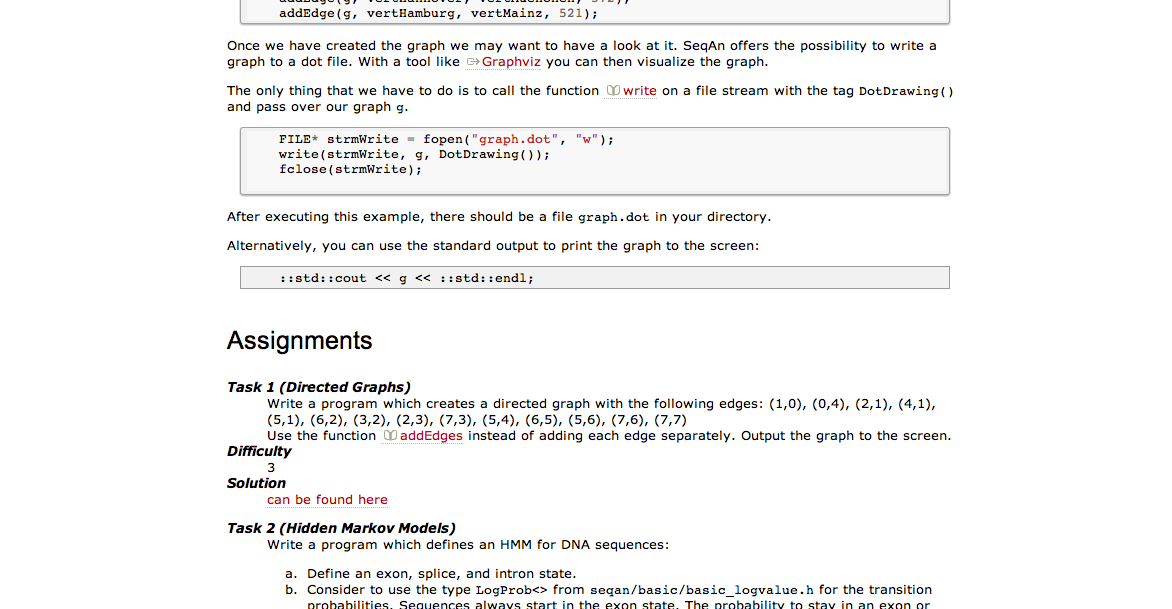 addEdge(g, vertHamburg, vertMainz, 521);
Once we have created the graph we may want to have a look at it. SeqAn offers the possibility to write a
graph to a dot file. With a tool like Graphviz you can then visualize the graph.
The only thing that we have to do is to call the function write on a file stream with the tag DotDrawing()
and pass over our graph g.
FILE* strmWrite = fopen("graph.dot", "w");
write(strmWrite, g, DotDrawing());
fclose(strmWrite);
After executing this example, there should be a file graph.dot in your directory.
Alternatively, you can use the standard output to print the graph to the screen:
::std::cout << g << ::std::endl;
Assignments
Task 1 (Directed Graphs)
Write a program which creates a directed graph with the following edges: (1,0), (0,4), (2,1), (4,1),
(5,1), (6,2), (3,2), (2,3), (7,3), (5,4), (6,5), (5,6), (7,6), (7,7)
Use the function addEdges instead of adding each edge separately. Output the graph to the screen.
Difficulty
3
Solution
can be found here
Task 2 (Hidden Markov Models)
Write a program which defines an HMM for DNA sequences:
a. Define an exon, splice, and intron state.
b. Consider to use the type LogProb<> from seqan/basic/basic_logvalue.h for the transition
probabilities. Sequences always start in the exon state. The probability to stay in an exon or